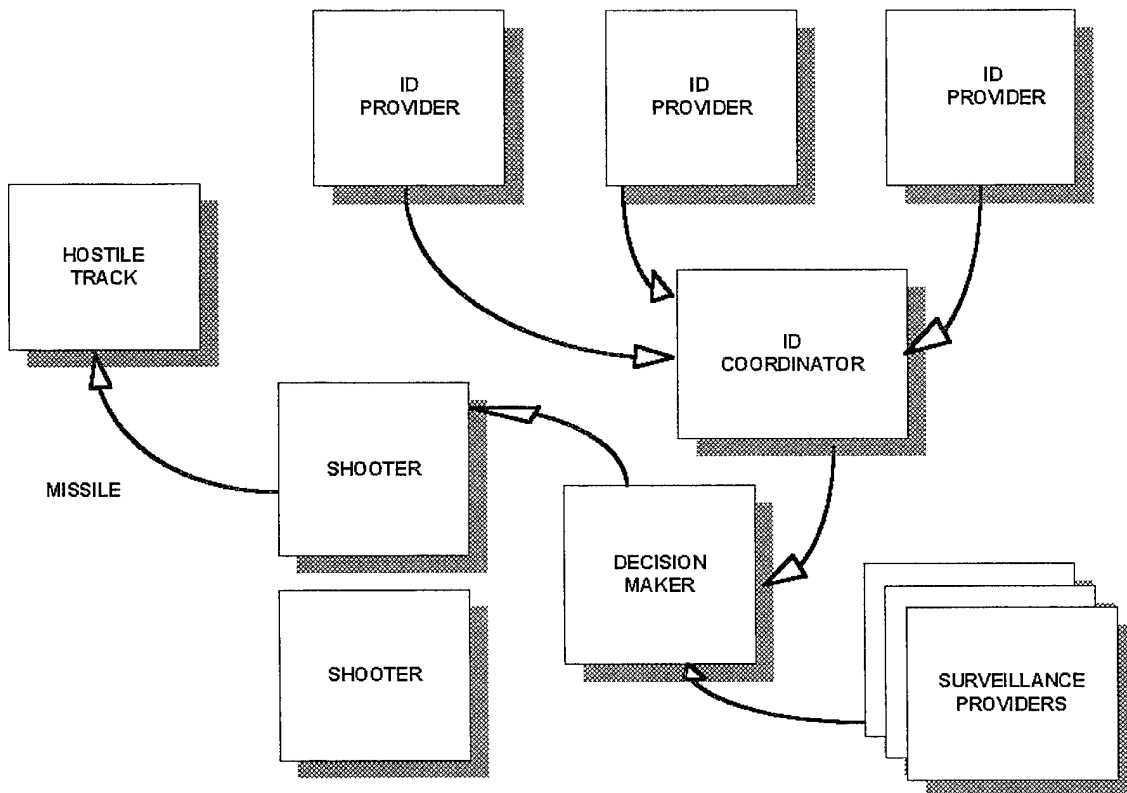 ID
PROVIDER
ID
PROVIDER
ID
PROVIDER
HOSTILE
TRACK
ID
COORDINATOR
SHOOTER
MISSILE
DECISION
MAKER
SHOOTER
SURVEILLANCE
PROVIDERS